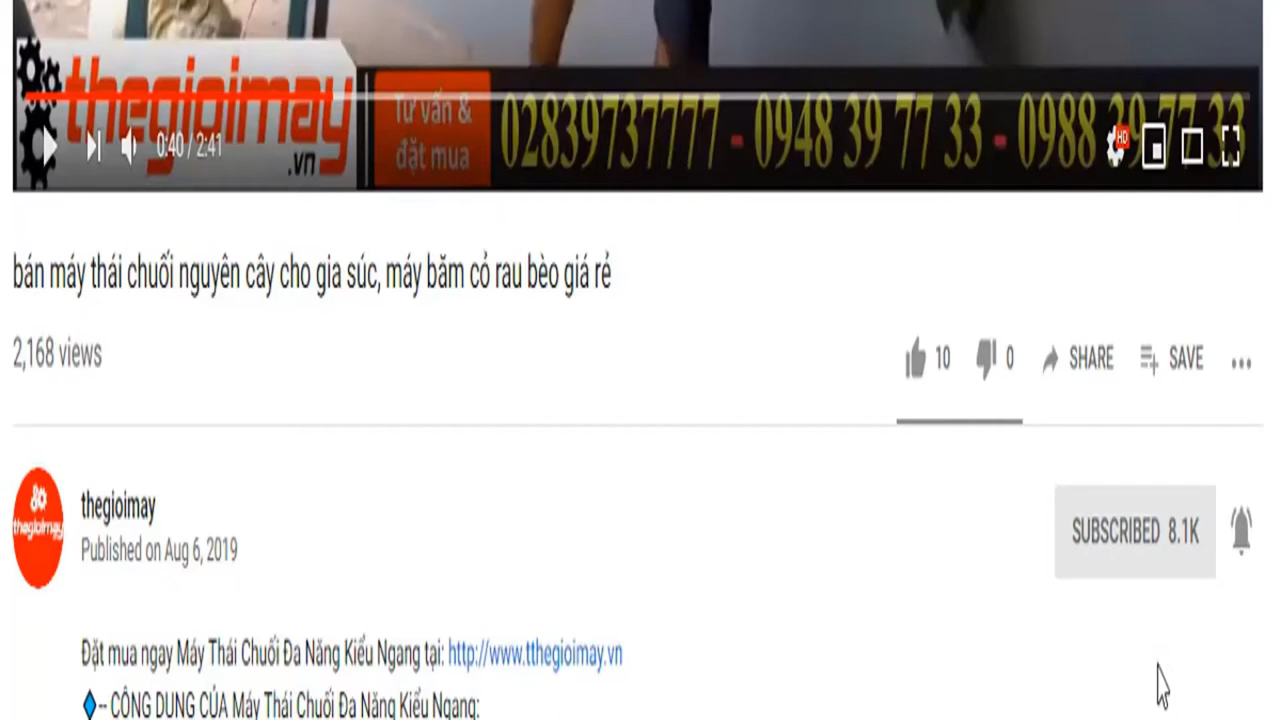 thegioimay
.vn
Tư vấn &
đặt mua
02839737777 - 0948 39 77 33 - 0988 39 77 33
0:40 / 2:41
HD
bán máy thái chuối nguyên cây cho gia súc, máy băm cỏ rau bèo giá rẻ
2,168 views
10 0 SHARE SAVE
thegioimay
thegioimay
Published on Aug 6, 2019
SUBSCRIBED 8.1K
Đặt mua ngay Máy Thái Chuối Đa Năng Kiểu Ngang tại: http://www.tthegioimay.vn
-- CÔNG DỤNG CỦA Máy Thái Chuối Đa Năng Kiểu Ngang: